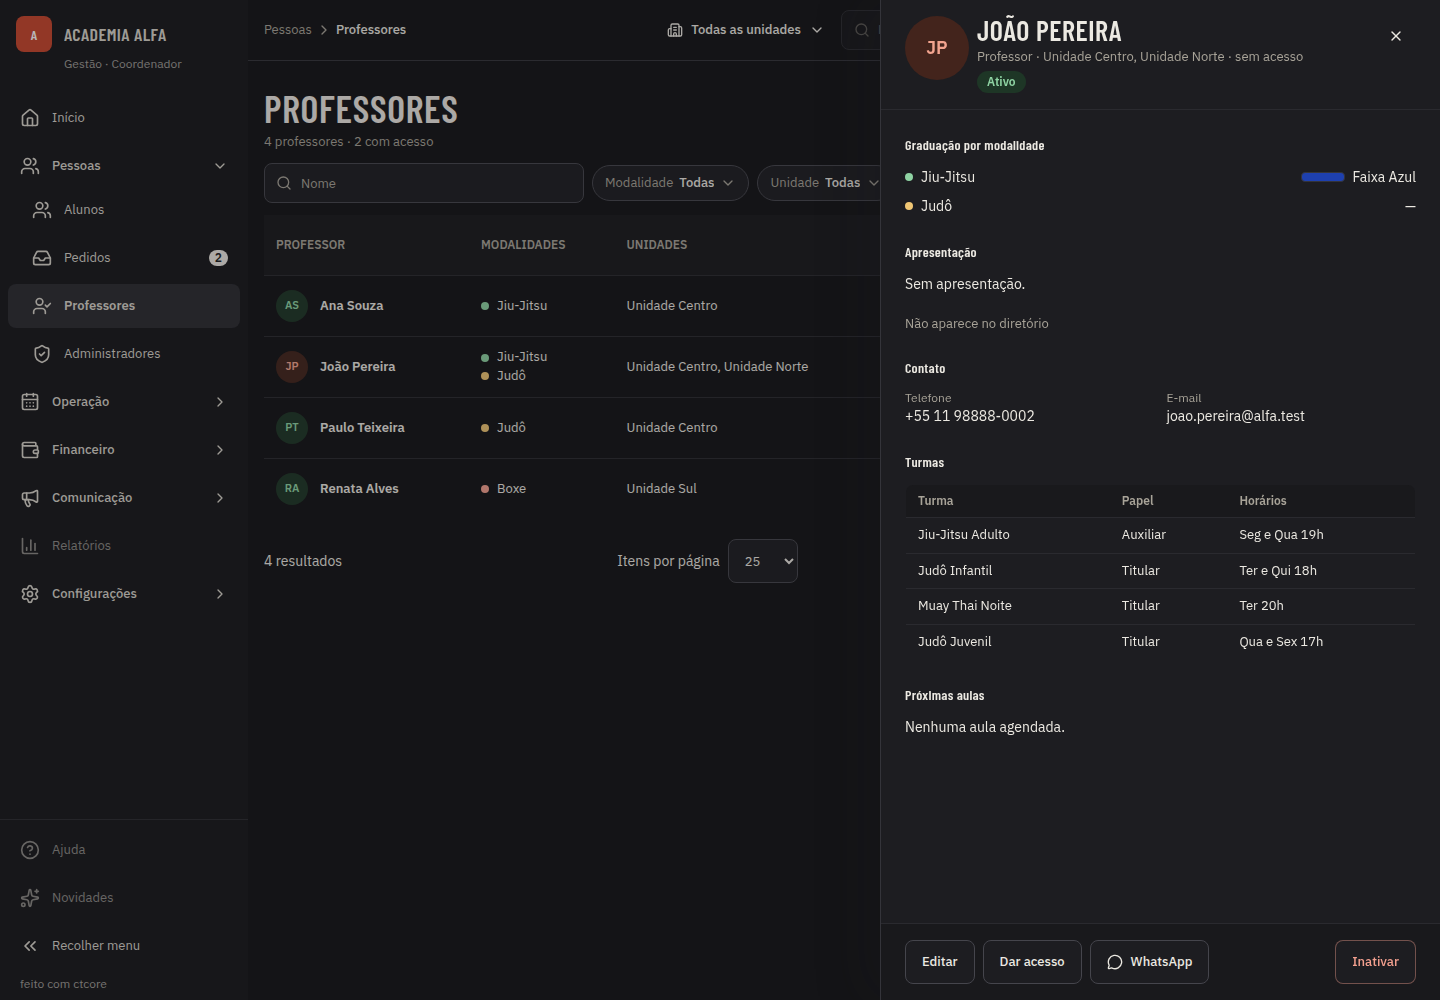 A
ACADEMIA ALFA
Gestão · Coordenador
Início
Pessoas
Alunos
Pedidos
2
Professores
Administradores
Operação
Financeiro
Comunicação
Relatórios
Configurações
Ajuda
Novidades
Recolher menu
feito com ctcore
Pessoas > Professores
Todas as unidades
PROFESSORES
4 professores · 2 com acesso
Nome
Modalidade Todas
Unidade Todas
PROFESSOR MODALIDADES UNIDADES
AS Ana Souza Jiu-Jitsu Unidade Centro
JP João Pereira Jiu-Jitsu Judô Unidade Centro, Unidade Norte
PT Paulo Teixeira Judô Unidade Centro
RA Renata Alves Boxe Unidade Sul
4 resultados
Itens por página 25
JP
JOÃO PEREIRA
Professor · Unidade Centro, Unidade Norte · sem acesso
Ativo
Graduação por modalidade
Jiu-Jitsu Faixa Azul
Judô —
Apresentação
Sem apresentação.
Não aparece no diretório
Contato
Telefone E-mail
+55 11 98888-0002 joao.pereira@alfa.test
Turmas
Turma Papel Horários
Jiu-Jitsu Adulto Auxiliar Seg e Qua 19h
Judô Infantil Titular Ter e Qui 18h
Muay Thai Noite Titular Ter 20h
Judô Juvenil Titular Qua e Sex 17h
Próximas aulas
Nenhuma aula agendada.
Editar
Dar acesso
WhatsApp
Inativar